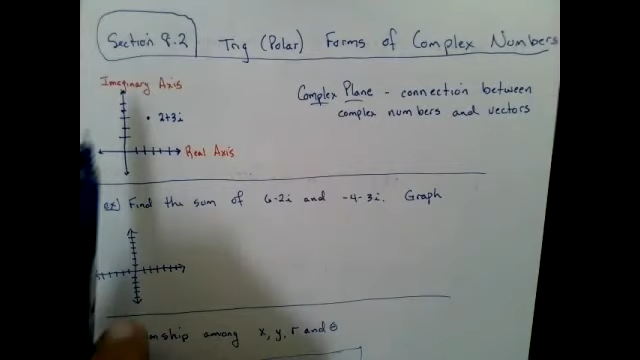 Section 8.2
Trig (Polar) Forms of Complex Numbers
Imaginary Axis
2+3i
Real Axis
Complex Plane - connection between
complex numbers and vectors
ex) Find the sum of 6-2i and -4-3i. Graph
among x, y, r and θ